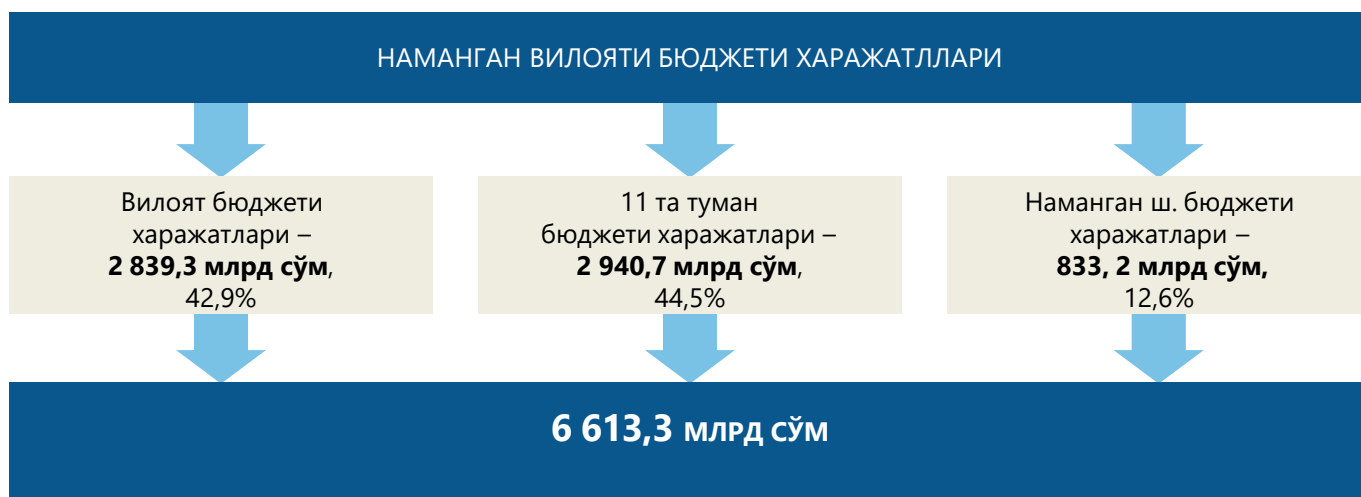 НАМАНГАН ВИЛОЯТИ БЮДЖЕТИ ХАРАЖАТЛЛАРИ
Вилоят бюджети
харажатлари –
2 839,3 млрд сўм,
42,9%
11 та туман
бюджети харажатлари –
2 940,7 млрд сўм,
44,5%
Наманган ш. бюджети
харажатлари –
833, 2 млрд сўм,
12,6%
6 613,3 МЛРД СЎМ